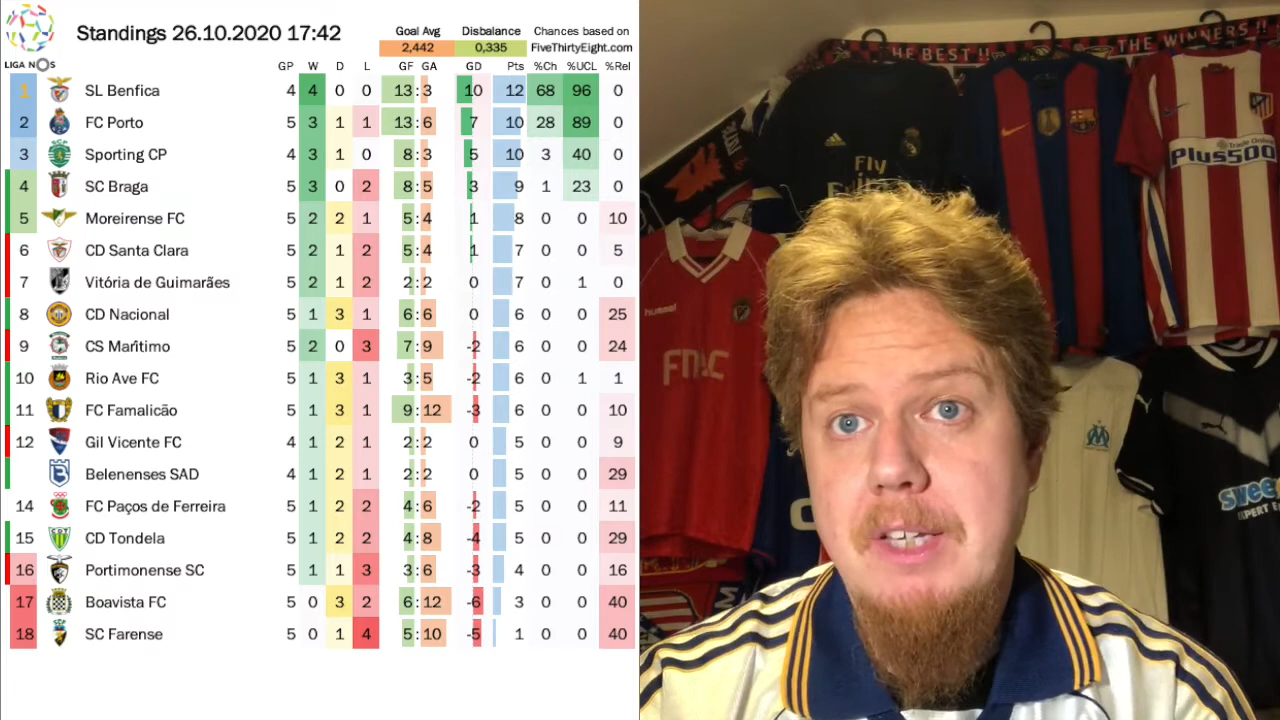 Standings 26.10.2020 17:42
Goal Avg Disbalance Chances based on
2,442 0,335 FiveThirtyEight.com
LIGA NOS GP W D L GF GA GD Pts %Ch %UCL %Rel
1 SL Benfica 4 4 0 0 13:3 10 12 68 96 0
2 FC Porto 5 3 1 1 13:6 7 10 28 89 0
3 Sporting CP 4 3 1 0 8:3 5 10 3 40 0
4 SC Braga 5 3 0 2 8:5 3 9 1 23 0
5 Moreirense FC 5 2 2 1 5:4 1 8 0 0 10
6 CD Santa Clara 5 2 1 2 5:4 1 7 0 0 5
7 Vitória de Guimarães 5 2 1 2 2:2 0 7 0 1 0
8 CD Nacional 5 1 3 1 6:6 0 6 0 0 25
9 CS Marítimo 5 2 0 3 7:9 -2 6 0 0 24
10 Rio Ave FC 5 1 3 1 3:5 -2 6 0 1 1
11 FC Famalicão 5 1 3 1 9:12 -3 6 0 0 10
12 Gil Vicente FC 4 1 2 1 2:2 0 5 0 0 9
Belenenses SAD 4 1 2 1 2:2 0 5 0 0 29
14 FC Paços de Ferreira 5 1 2 2 4:6 -2 5 0 0 11
15 CD Tondela 5 1 2 2 4:8 -4 5 0 0 29
16 Portimonense SC 5 1 1 3 3:6 -3 4 0 0 16
17 Boavista FC 5 0 3 2 6:12 -6 3 0 0 40
18 SC Farense 5 0 1 4 5:10 -5 1 0 0 40
THE BEST !! THE WINNERS !!
Fly
hummel
Plus500